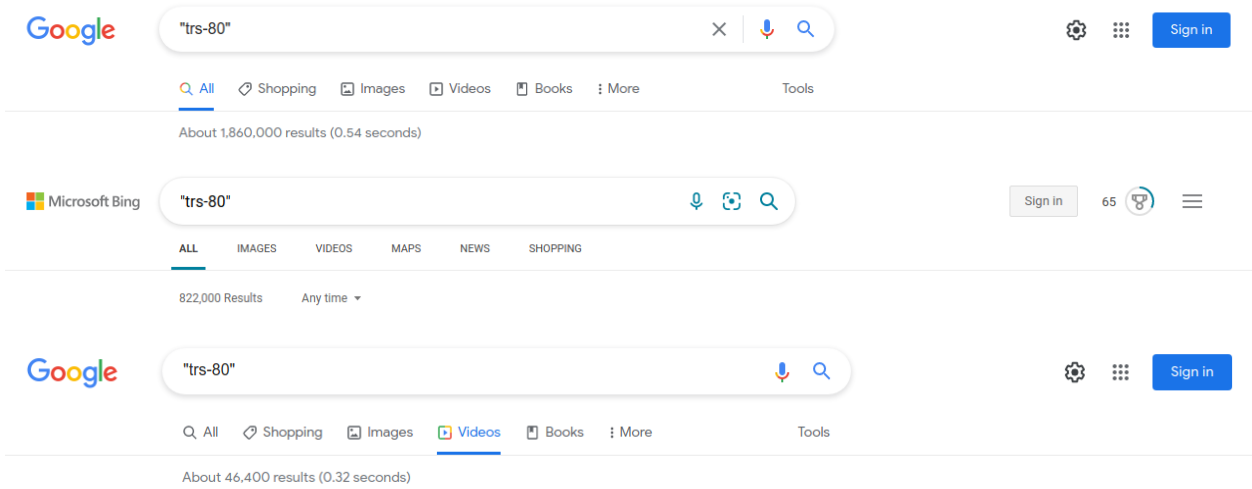 Google "trs-80" Sign in
All Shopping Images Videos Books More Tools
About 1,860,000 results (0.54 seconds)
Microsoft Bing "trs-80" Sign in 65
ALL IMAGES VIDEOS MAPS NEWS SHOPPING
822,000 Results Any time
Google "trs-80" Sign in
All Shopping Images Videos Books More Tools
About 46,400 results (0.32 seconds)